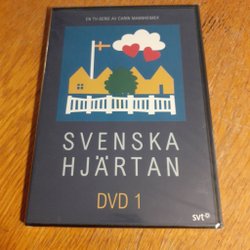 EN TV-SERIE AV CARIN MANNHEIMER
SVENSKA
HJÄRTAN
DVD 1
svt